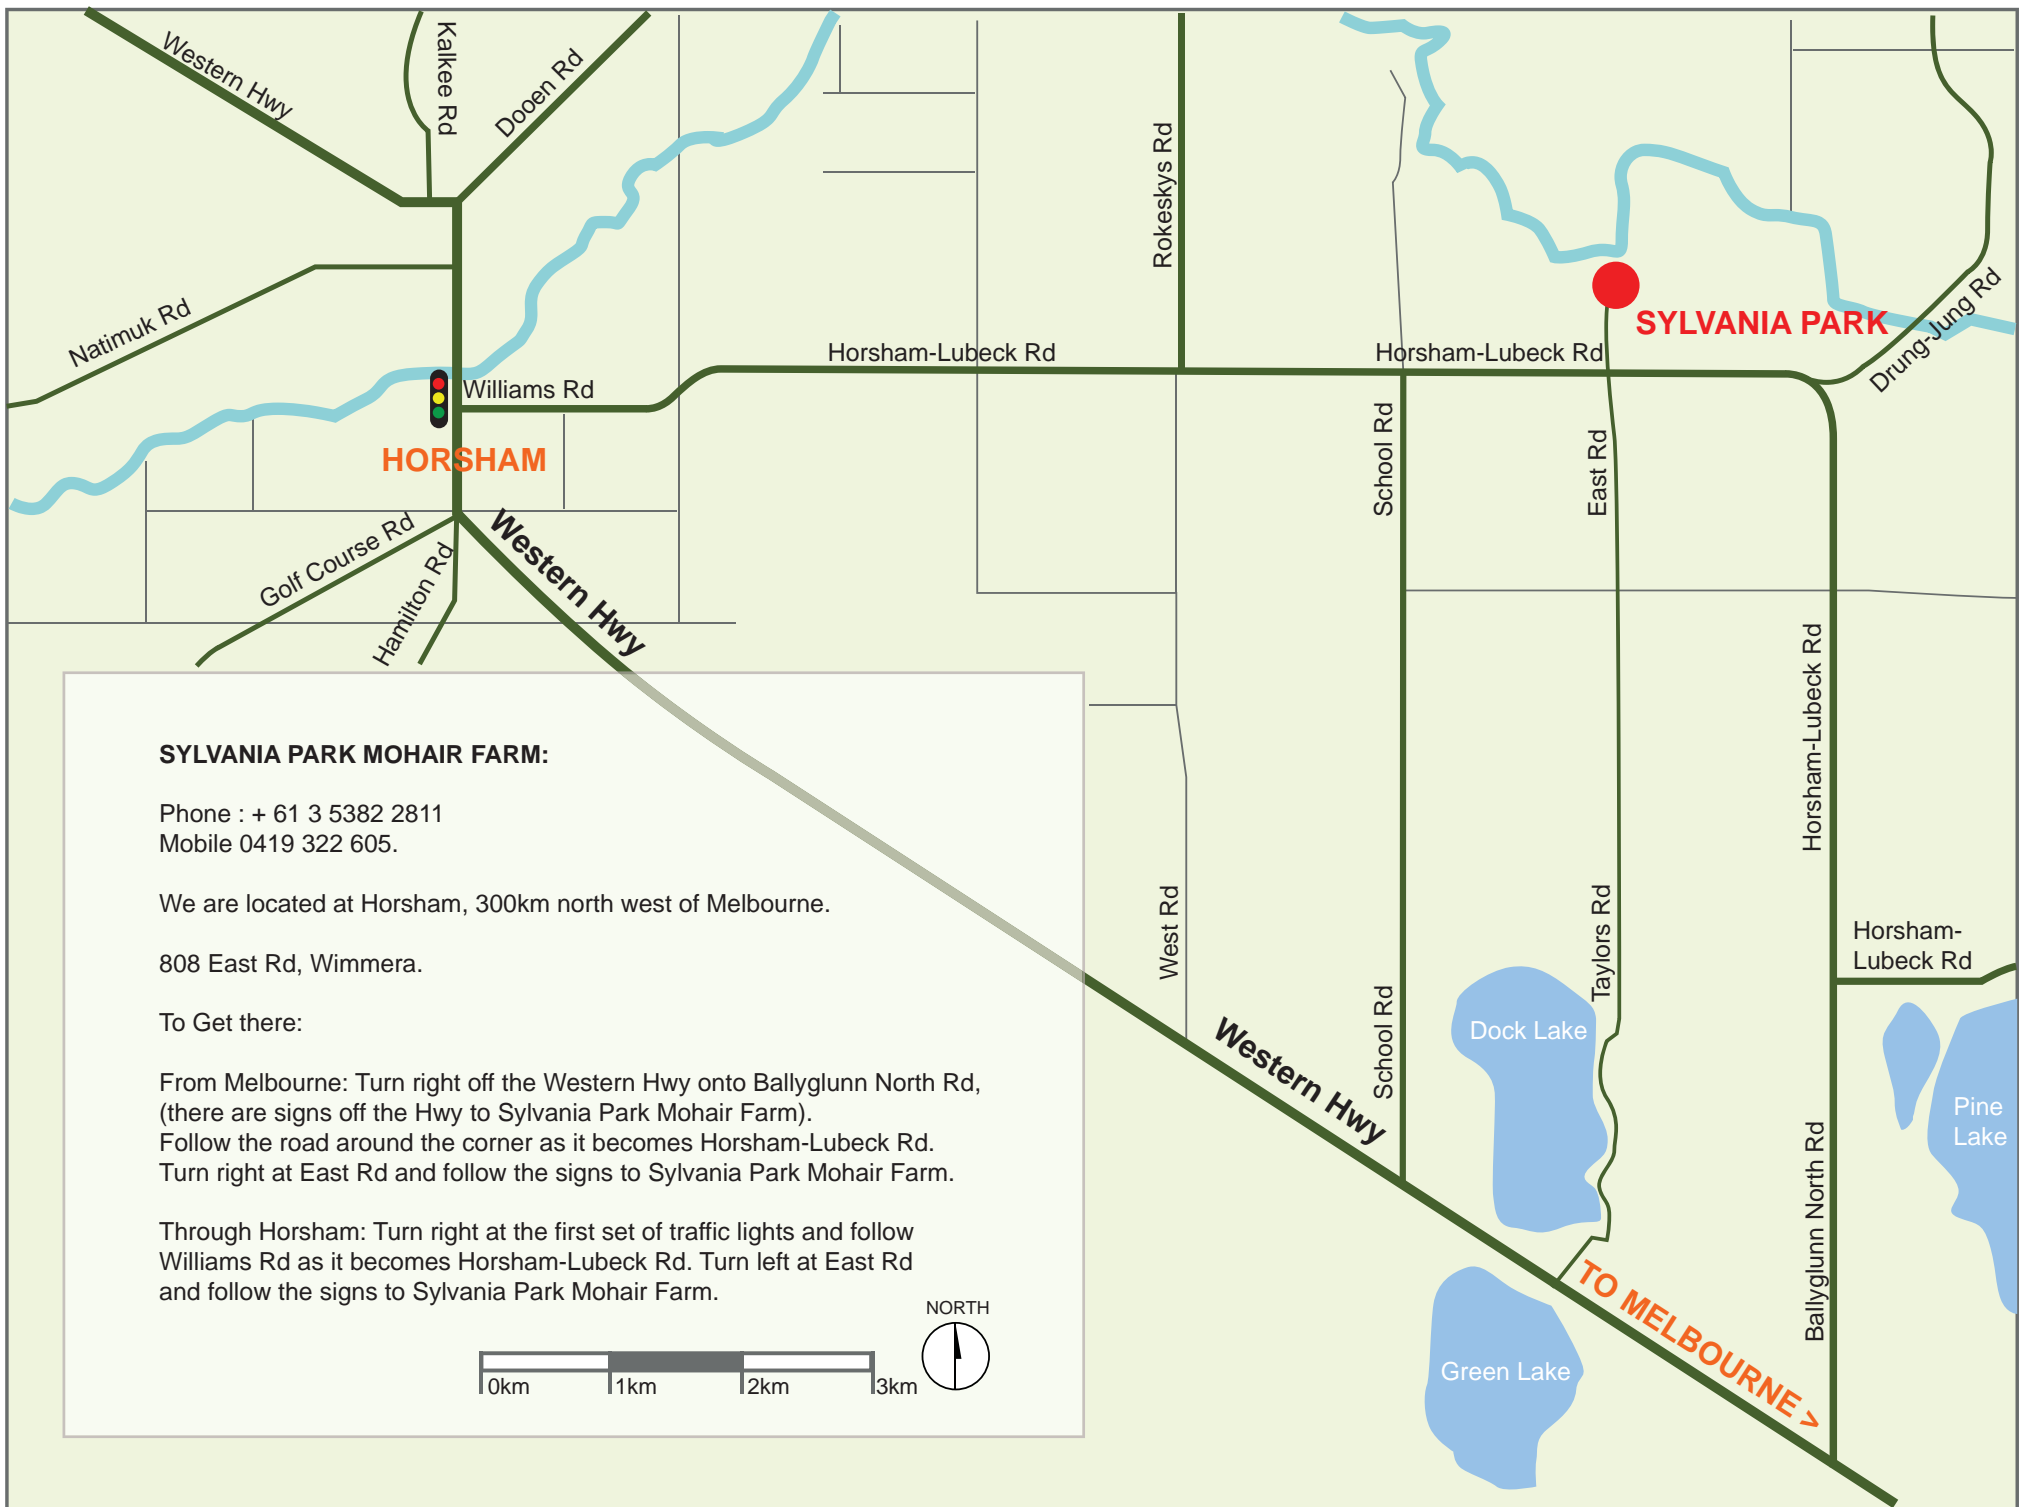 Western Hwy
Kalkee Rd
Dooen Rd
Rokeskys Rd
Natimuk Rd
SYLVANIA PARK
Drung-Jung Rd
Horsham-Lubeck Rd
Horsham-Lubeck Rd
Williams Rd
HORSHAM
School Rd
East Rd
Golf Course Rd
Hamilton Rd
Western Hwy
Horsham-Lubeck Rd
SYLVANIA PARK MOHAIR FARM:
Phone : + 61 3 5382 2811
Mobile 0419 322 605.
We are located at Horsham, 300km north west of Melbourne.
808 East Rd, Wimmera.
To Get there:
From Melbourne: Turn right off the Western Hwy onto Ballyglunn North Rd,
(there are signs off the Hwy to Sylvania Park Mohair Farm).
Follow the road around the corner as it becomes Horsham-Lubeck Rd.
Turn right at East Rd and follow the signs to Sylvania Park Mohair Farm.
Through Horsham: Turn right at the first set of traffic lights and follow
Williams Rd as it becomes Horsham-Lubeck Rd. Turn left at East Rd
and follow the signs to Sylvania Park Mohair Farm.
NORTH
0km
1km
2km
3km
West Rd
Taylors Rd
Horsham-
Lubeck Rd
School Rd
Dock Lake
Western Hwy
Pine
Lake
Ballyglunn North Rd
TO MELBOURNE >
Green Lake